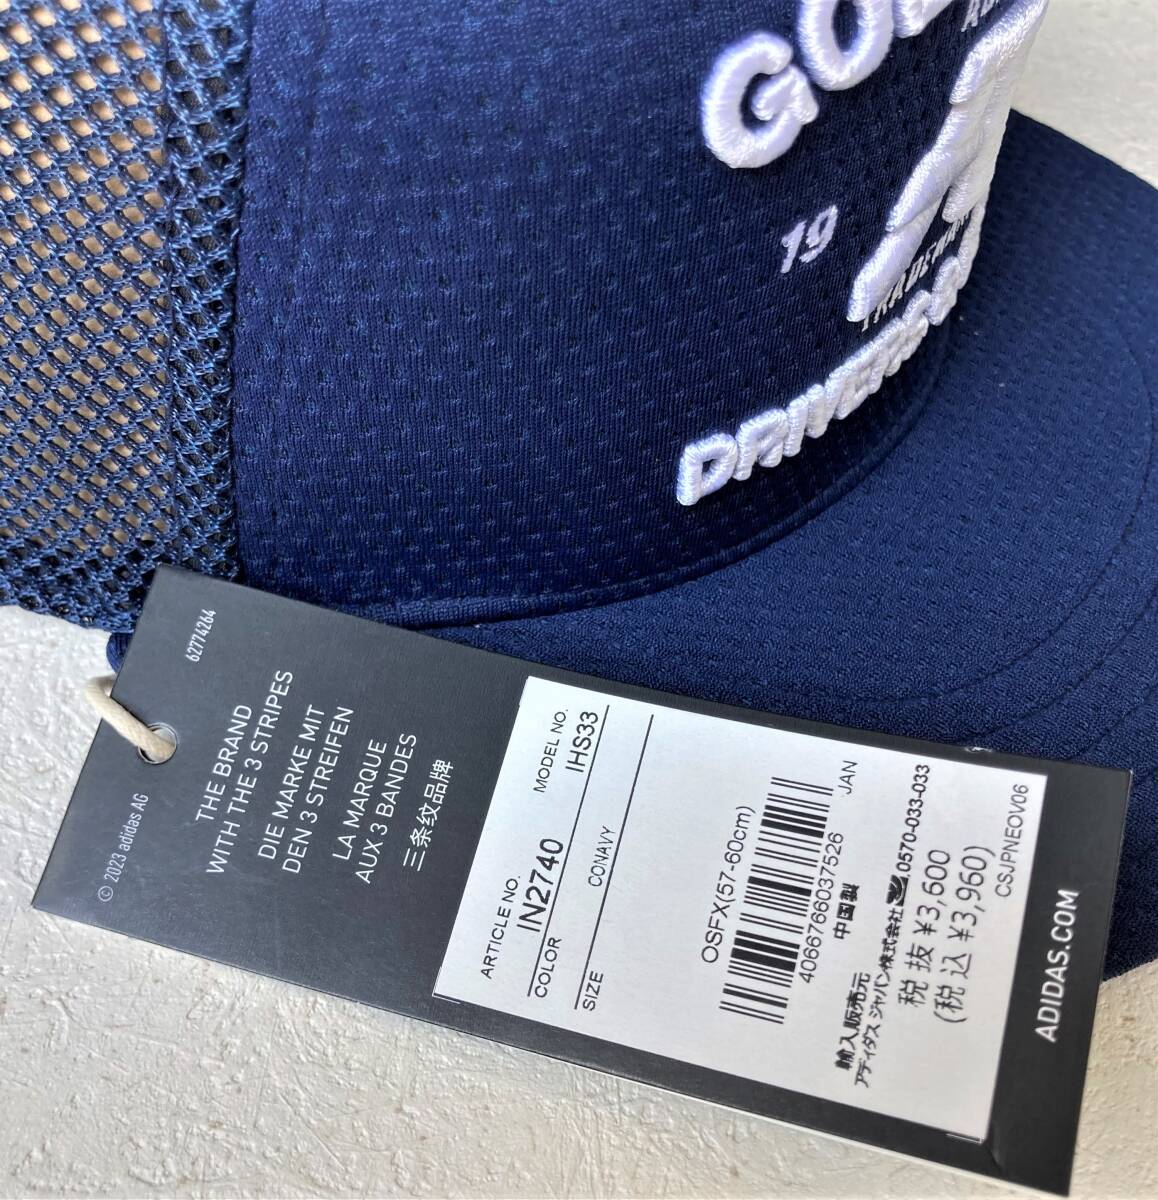 19
62774264
© 2023 adidas AG
THE BRAND
WITH THE 3 STRIPES
DIE MARKE MIT
DEN 3 STREIFEN
LA MARQUE
AUX 3 BANDES
三条纹品牌
ARTICLE NO.
MODEL NO.
IN2740
IHS33
COLOR
CONAVY
SIZE
OSFX(57-60cm)
4066766037526
JAN
中国製
輸入販売元
アディダス ジャパン株式会社
0570-033-033
税 抜 ¥3,600
(税 込 ¥3,960)
CSJPNEOV06
ADIDAS.COM